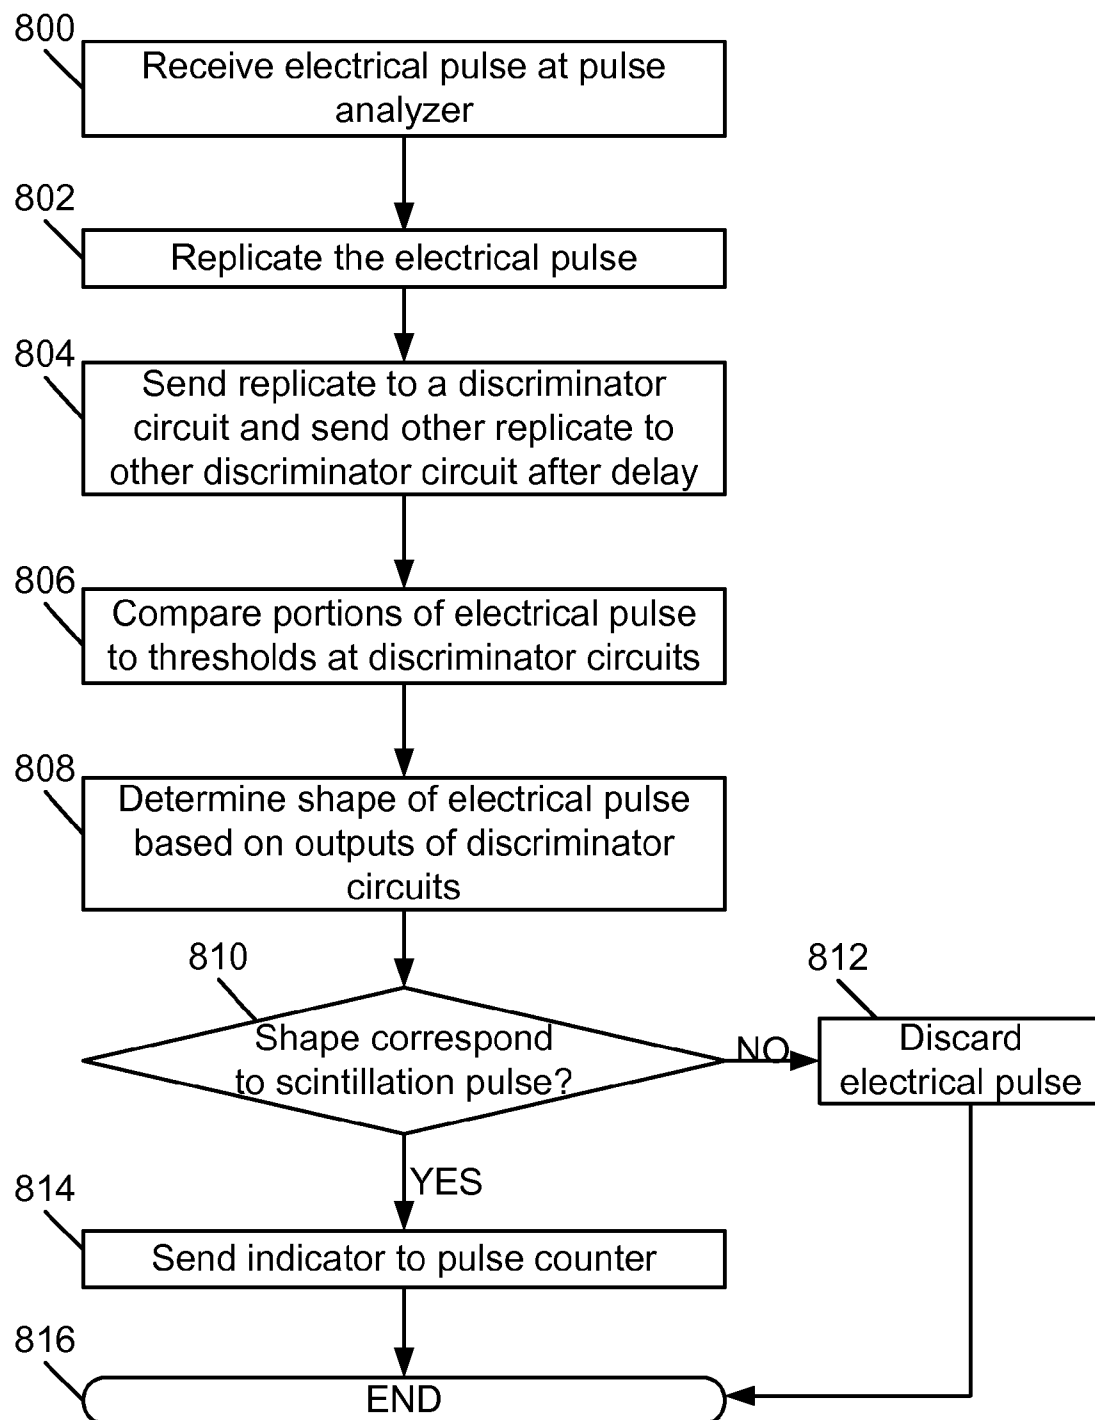 800
Receive electrical pulse at pulse
analyzer
802
Replicate the electrical pulse
804
Send replicate to a discriminator
circuit and send other replicate to
other discriminator circuit after delay
806
Compare portions of electrical pulse
to thresholds at discriminator circuits
808
Determine shape of electrical pulse
based on outputs of discriminator
circuits
810
Shape correspond
to scintillation pulse?
NO
812
Discard
electrical pulse
YES
814
Send indicator to pulse counter
816
END